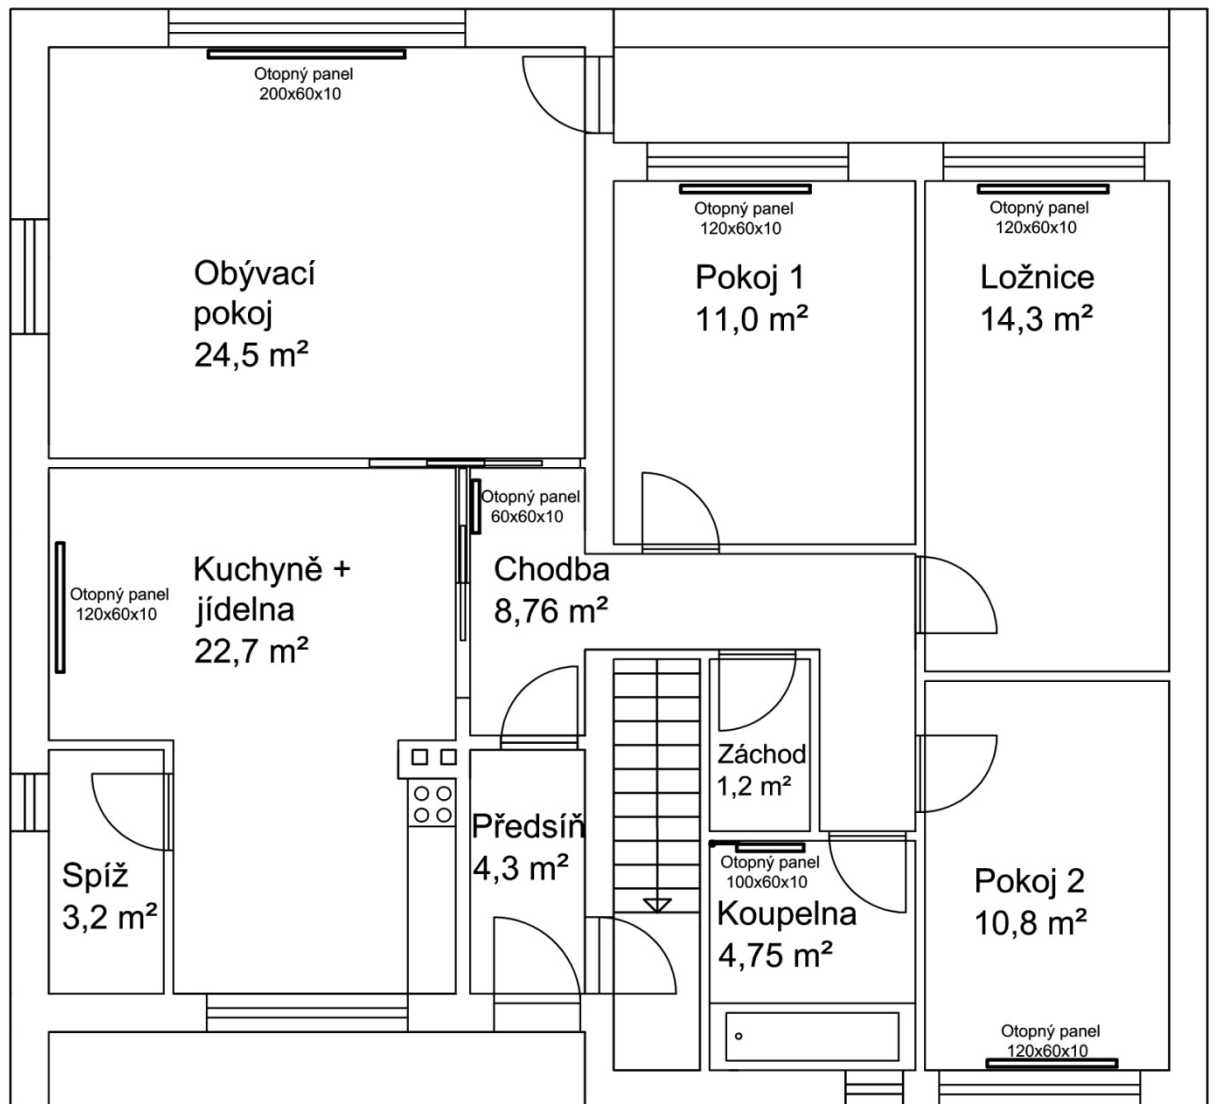 Otopný panel
200x60x10
Obývací
pokoj
24,5 m²
Otopný panel
120x60x10
Pokoj 1
11,0 m²
Otopný panel
120x60x10
Ložnice
14,3 m²
Otopný panel
120x60x10
Kuchyně +
jídelna
22,7 m²
Otopný panel
60x60x10
Chodba
8,76 m²
Záchod
1,2 m²
Spíž
3,2 m²
Předsíň
4,3 m²
Otopný panel
100x60x10
Koupelna
4,75 m²
Pokoj 2
10,8 m²
Otopný panel
120x60x10